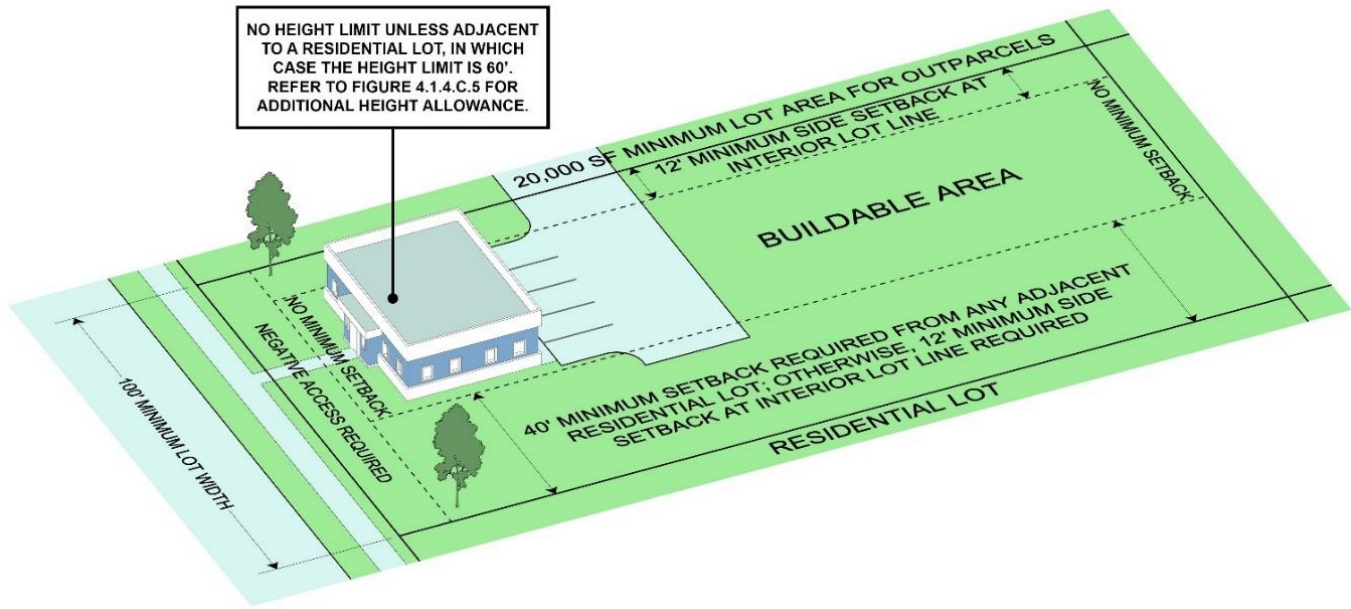 NO HEIGHT LIMIT UNLESS ADJACENT
TO A RESIDENTIAL LOT, IN WHICH
CASE THE HEIGHT LIMIT IS 60'.
REFER TO FIGURE 4.1.4.C.5 FOR
ADDITIONAL HEIGHT ALLOWANCE.
20,000 SF MINIMUM LOT AREA FOR OUTPARCELS
12' MINIMUM SIDE SETBACK AT
INTERIOR LOT LINE
'NO MINIMUM SETBACK'
BUILDABLE AREA
'NO MINIMUM SETBACK'
NEGATIVE ACCESS REQUIRED
100' MINIMUM LOT WIDTH
40' MINIMUM SETBACK REQUIRED FROM ANY ADJACENT
RESIDENTIAL LOT; OTHERWISE, 12' MINIMUM SIDE
SETBACK AT INTERIOR LOT LINE REQUIRED
RESIDENTIAL LOT